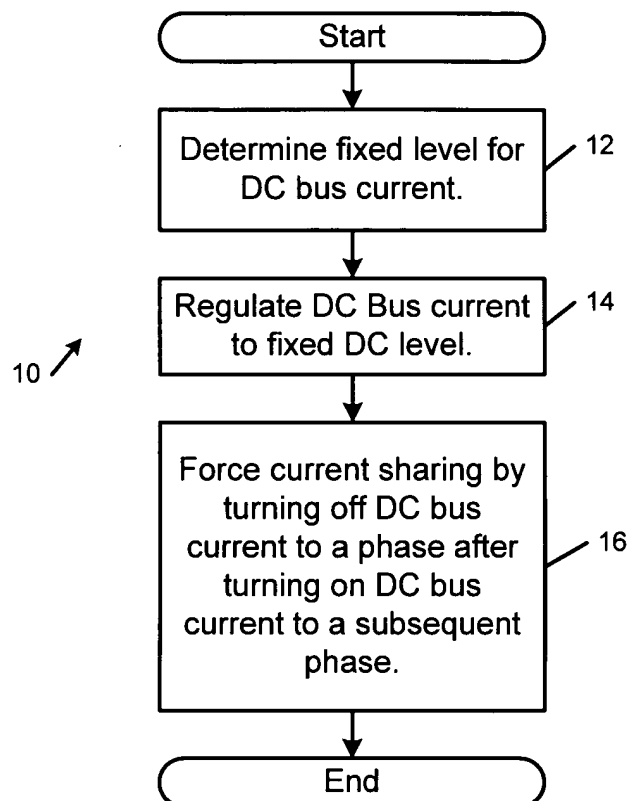 Start
Determine fixed level for
DC bus current.
12
Regulate DC Bus current
to fixed DC level.
14
10
Force current sharing by
turning off DC bus
current to a phase after
turning on DC bus
current to a subsequent
phase.
16
End